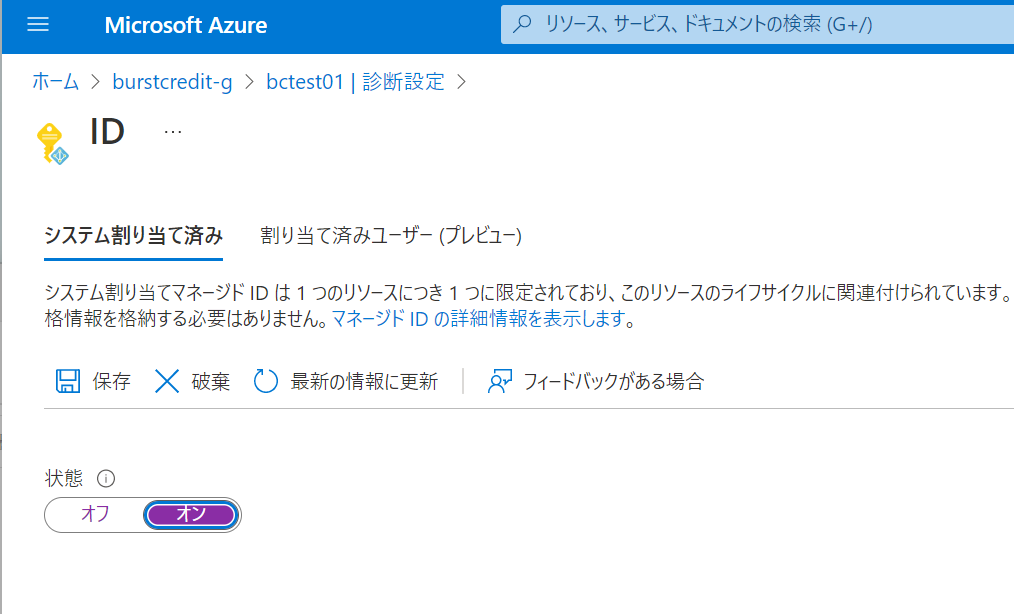 Microsoft Azure
リソース、サービス、ドキュメントの検索 (G+/)
ホーム > burstcredit-g > bctest01 | 診断設定 >
ID ...
システム割り当て済み 割り当て済みユーザー (プレビュー)
システム割り当てマネージド ID は 1 つのリソースにつき 1 つに限定されており、このリソースのライフサイクルに関連付けられています。
格情報を格納する必要はありません。マネージド ID の詳細情報を表示します。
保存 破棄 最新の情報に更新 フィードバックがある場合
状態
オフ オン